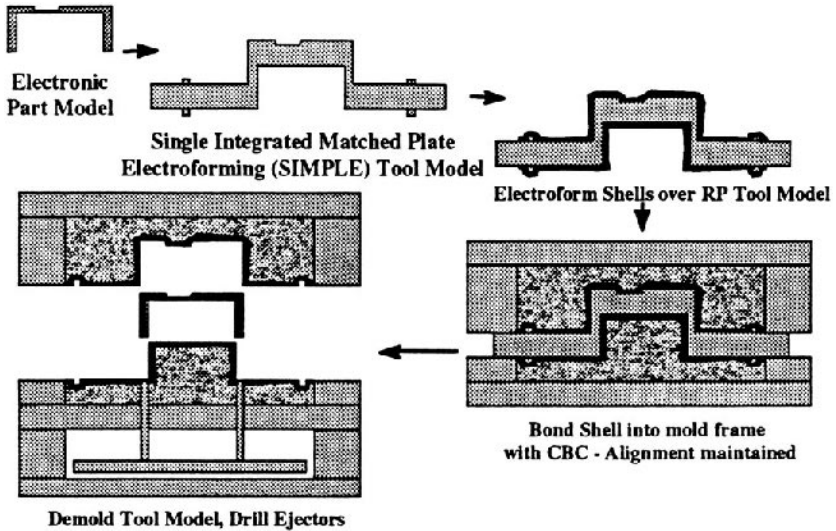 Electronic
Part Model
Single Integrated Matched Plate
Electroforming (SIMPLE) Tool Model
Electroform Shells over RP Tool Model
Bond Shell into mold frame
with CBC - Alignment maintained
Demold Tool Model, Drill Ejectors